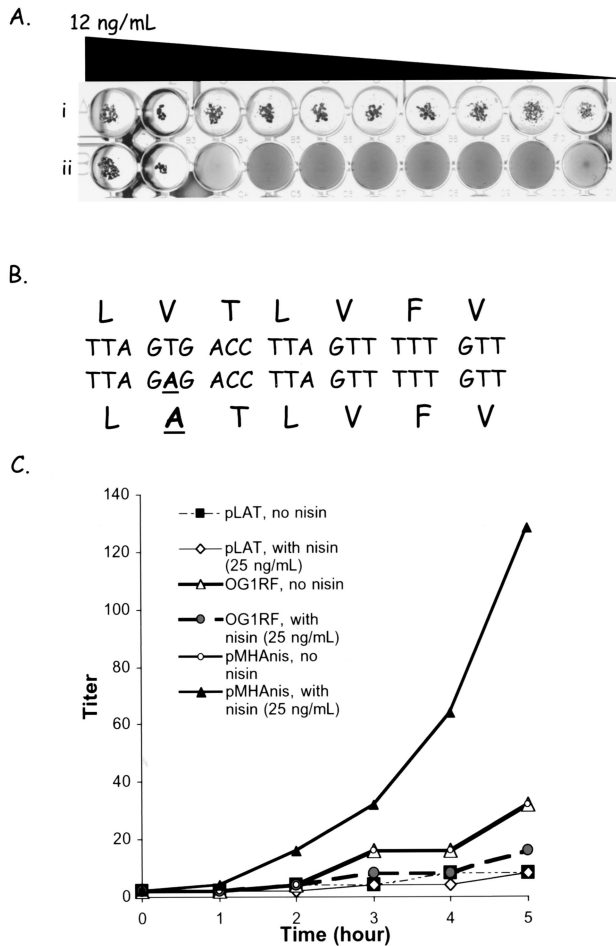 A.
12 ng/mL
i
ii
B.
L V T L V F V
TTA GTG ACC TTA GTT TTT GTT
TTA GAG ACC TTA GTT TTT GTT
L A T L V F V
C.
140
120
100
80
60
40
20
0
Titer
pLAT, no nisin
pLAT, with nisin
(25 ng/mL)
OG1RF, no nisin
OG1RF, with
nisin (25 ng/mL)
pMHAnis, no
nisin
pMHAnis, with
nisin (25 ng/mL)
0 1 2 3 4 5
Time (hour)